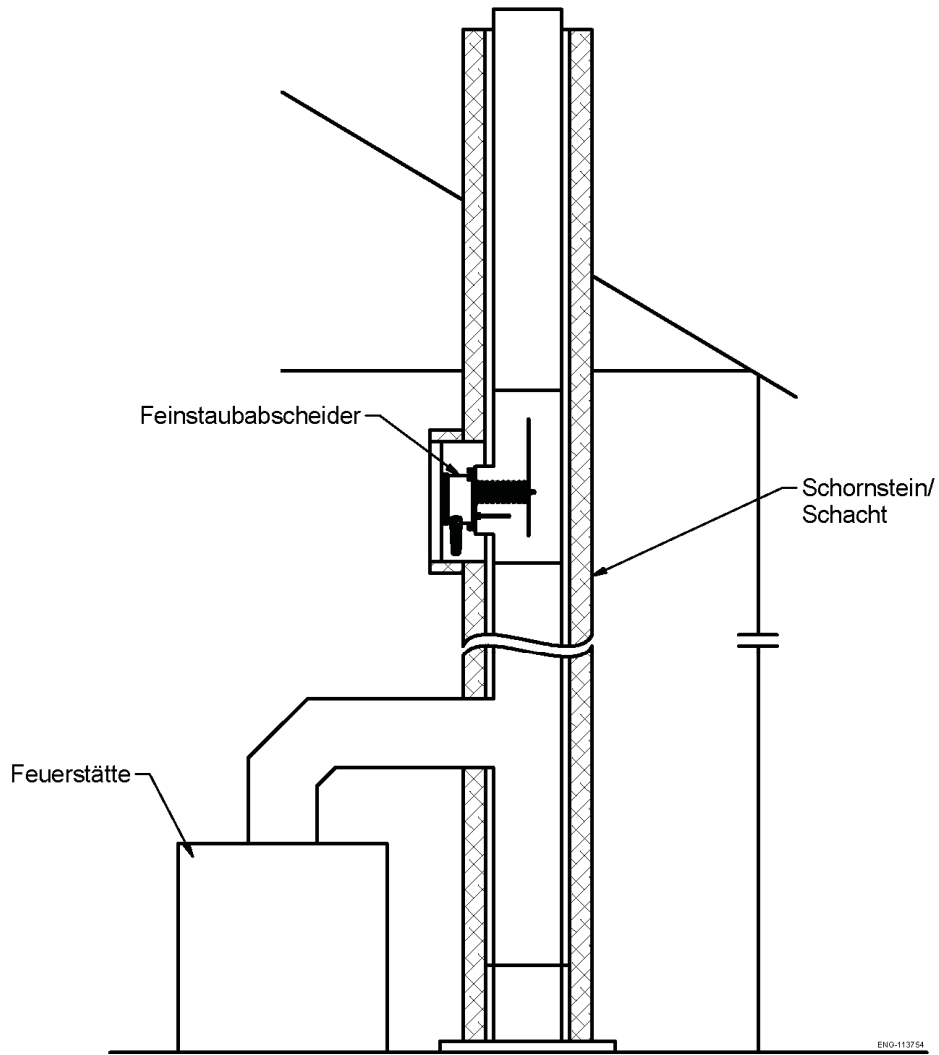 Feinstaubabscheider
Schornstein/
Schacht
Feuerstätte
ENG-113754